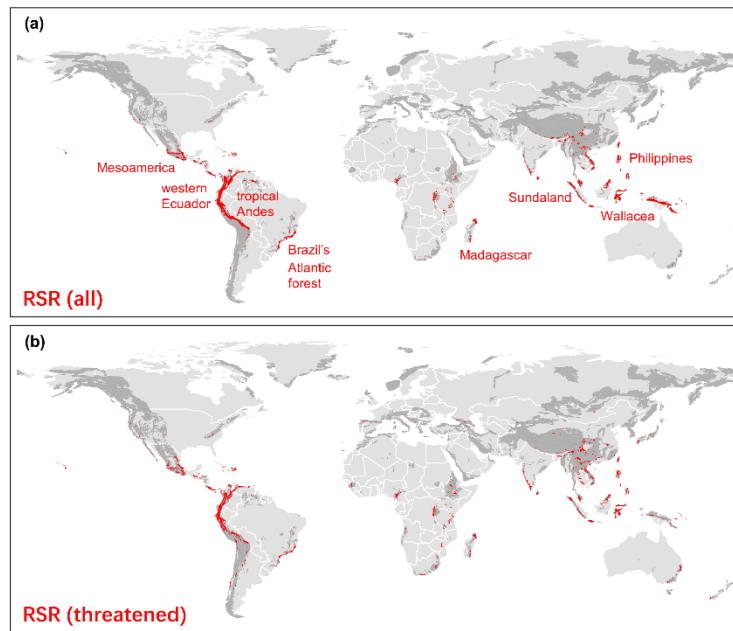 (a)
Mesoamerica
western
Ecuador
tropical
Andes
Brazil's
Atlantic
forest
Madagascar
Sundaland
Philippines
Wallacea
RSR (all)
(b)
RSR (threatened)